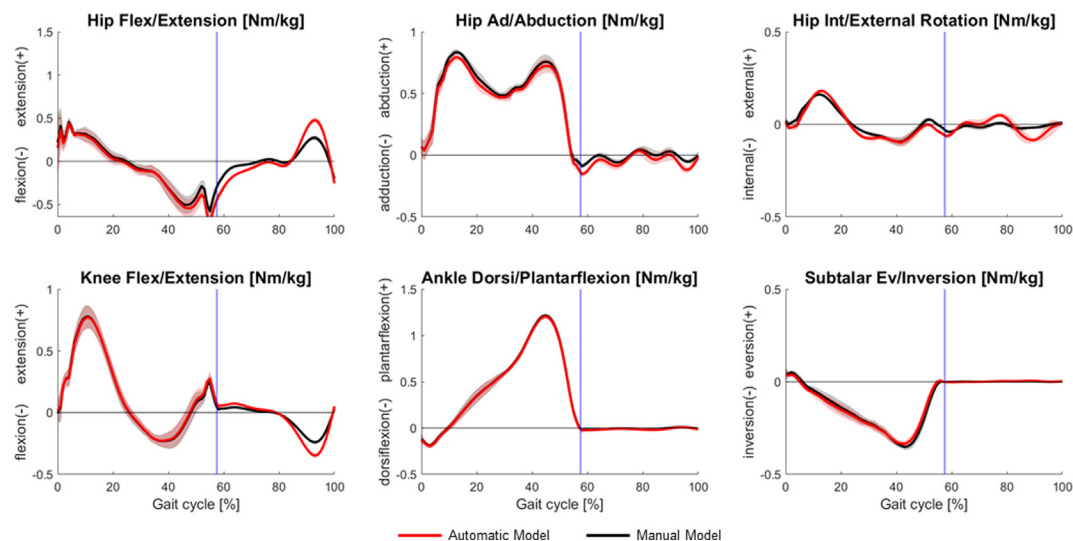 Hip Flex/Extension [Nm/kg]
1.5
1
0.5
0
-0.5
flexion(-) extension(+)
0 20 40 60 80 100
Hip Ad/Abduction [Nm/kg]
1
0.5
0
-0.5
adduction(-) abduction(+)
0 20 40 60 80 100
Hip Int/External Rotation [Nm/kg]
0.5
0
-0.5
internal(-) external(+)
0 20 40 60 80 100
Knee Flex/Extension [Nm/kg]
1
0.5
0
-0.5
flexion(-) extension(+)
0 20 40 60 80 100
Gait cycle [%]
Ankle Dorsi/Plantarflexion [Nm/kg]
1.5
1
0.5
0
-0.5
dorsiflexion(-) plantarflexion(+)
0 20 40 60 80 100
Gait cycle [%]
Subtalar Ev/Inversion [Nm/kg]
0.5
0
-0.5
inversion(-) eversion(+)
0 20 40 60 80 100
Gait cycle [%]
Automatic Model Manual Model